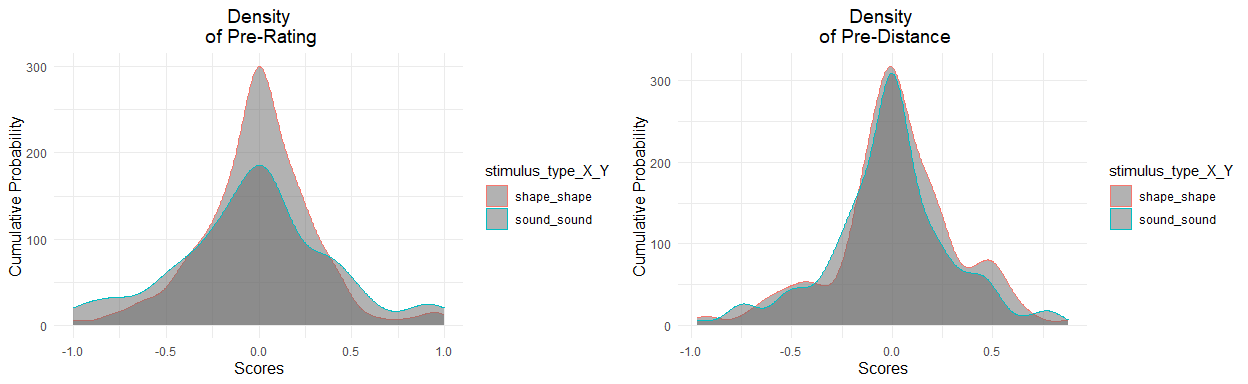 Density
of Pre-Rating
Cumulative Probability
300
200
100
0
-1.0
-0.5
0.0
0.5
1.0
Scores
stimulus_type_X_Y
shape_shape
sound_sound
Density
of Pre-Distance
Cumulative Probability
300
200
100
0
-1.0
-0.5
0.0
0.5
Scores
stimulus_type_X_Y
shape_shape
sound_sound